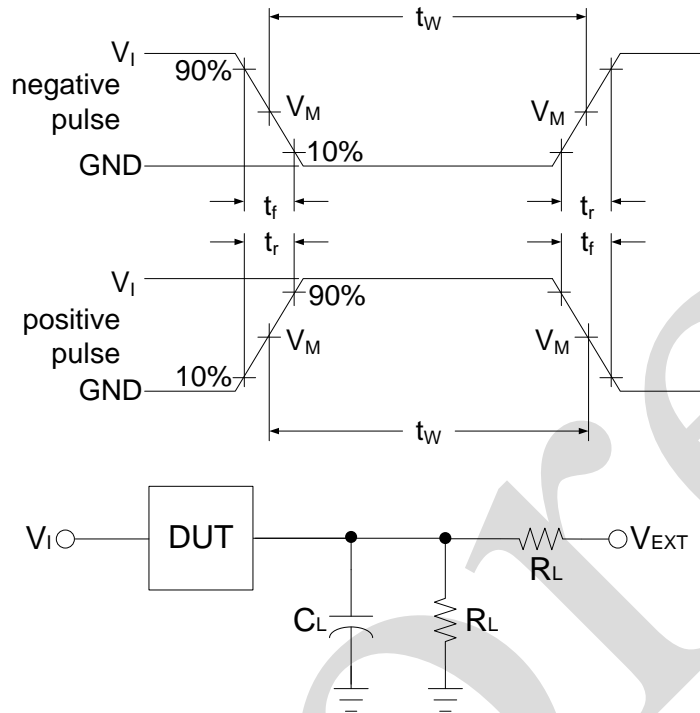 tW
VI
90%
negative
pulse
VM
VM
10%
GND
tf
tr
tr
tf
VI
90%
positive
pulse
VM
VM
10%
GND
tW
VI
DUT
VEXT
RL
CL
RL